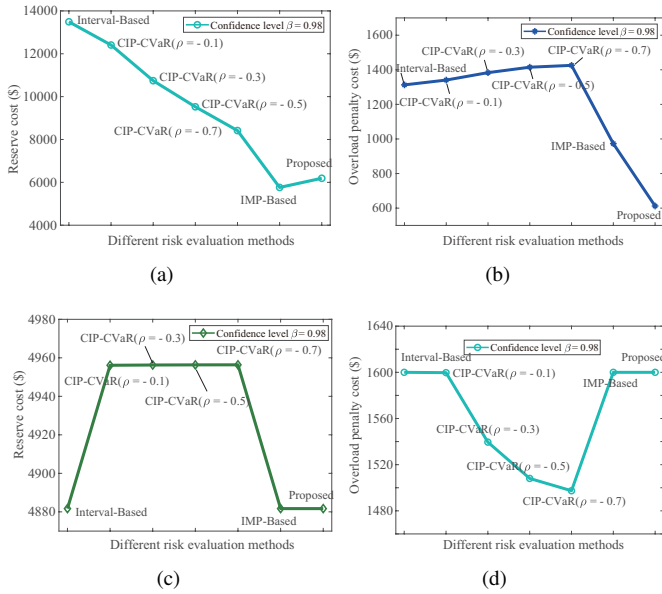 14000
12000
10000
8000
6000
4000
Reserve cost ($)
Confidence level β = 0.98
Interval-Based
CIP-CVaR(ρ = - 0.1)
CIP-CVaR(ρ = - 0.3)
CIP-CVaR(ρ = - 0.5)
CIP-CVaR(ρ = - 0.7)
Proposed
IMP-Based
Different risk evaluation methods
(a)
1600
1400
1200
1000
800
600
Overload penalty cost ($)
Confidence level β = 0.98
CIP-CVaR(ρ = - 0.3)
CIP-CVaR(ρ = - 0.7)
Interval-Based
CIP-CVaR(ρ = - 0.5)
CIP-CVaR(ρ = - 0.1)
IMP-Based
Proposed
Different risk evaluation methods
(b)
4980
4960
4940
4920
4900
4880
Reserve cost ($)
Confidence level β = 0.98
CIP-CVaR(ρ = - 0.3)
CIP-CVaR(ρ = - 0.7)
CIP-CVaR(ρ = - 0.1)
CIP-CVaR(ρ = - 0.5)
Proposed
Interval-Based
IMP-Based
Different risk evaluation methods
(c)
1640
1600
1560
1520
1480
Overload penalty cost ($)
Confidence level β = 0.98
Interval-Based
Proposed
CIP-CVaR(ρ = - 0.1)
IMP-Based
CIP-CVaR(ρ = - 0.3)
CIP-CVaR(ρ = - 0.5)
CIP-CVaR(ρ = - 0.7)
Different risk evaluation methods
(d)